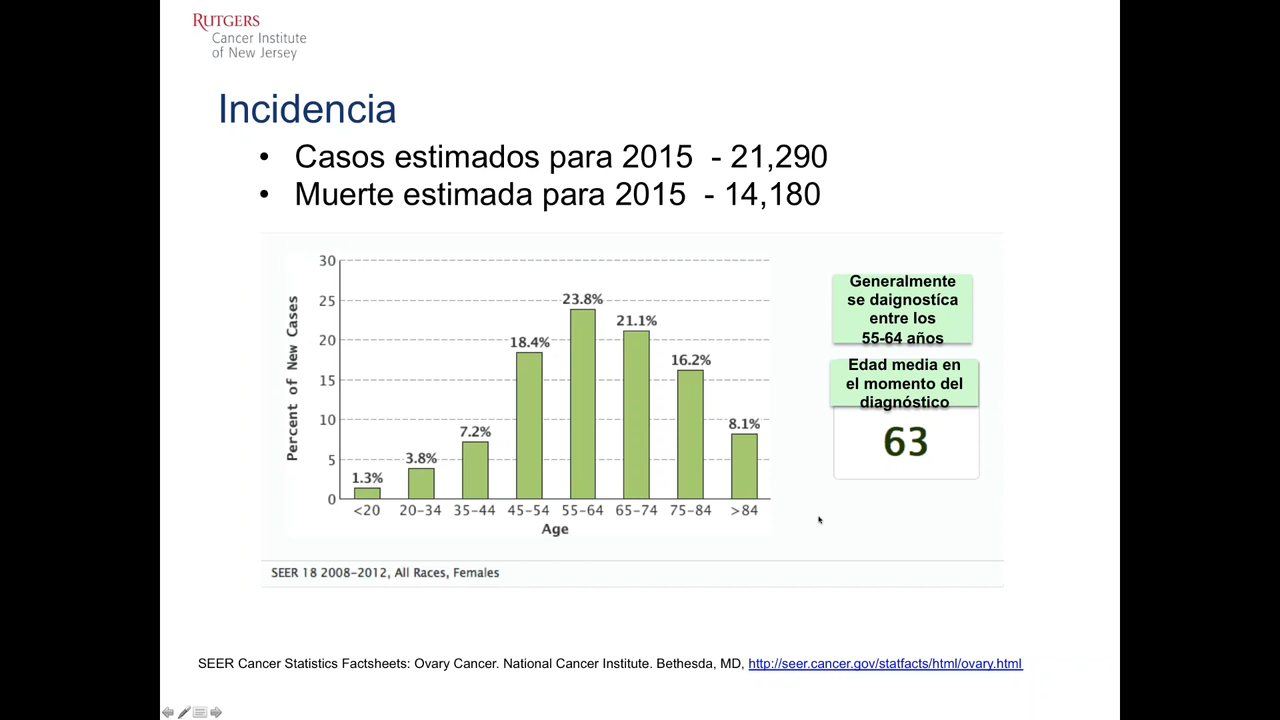 RUTGERS
Cancer Institute
of New Jersey
Incidencia
• Casos estimados para 2015 - 21,290
• Muerte estimada para 2015 - 14,180
Percent of New Cases
30
25
20
15
10
5
0
1.3%
3.8%
7.2%
18.4%
23.8%
21.1%
16.2%
8.1%
<20 20-34 35-44 45-54 55-64 65-74 75-84 >84
Age
Generalmente
se daignostíca
entre los
55-64 años
Edad media en
el momento del
diagnóstico
63
SEER 18 2008-2012, All Races, Females
SEER Cancer Statistics Factsheets: Ovary Cancer. National Cancer Institute. Bethesda, MD, http://seer.cancer.gov/statfacts/html/ovary.html